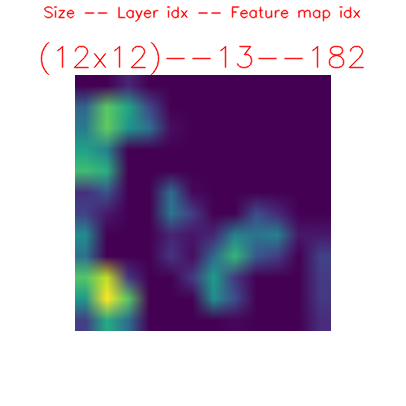 Size -- Layer idx -- Feature map idx
(12x12)--13--182